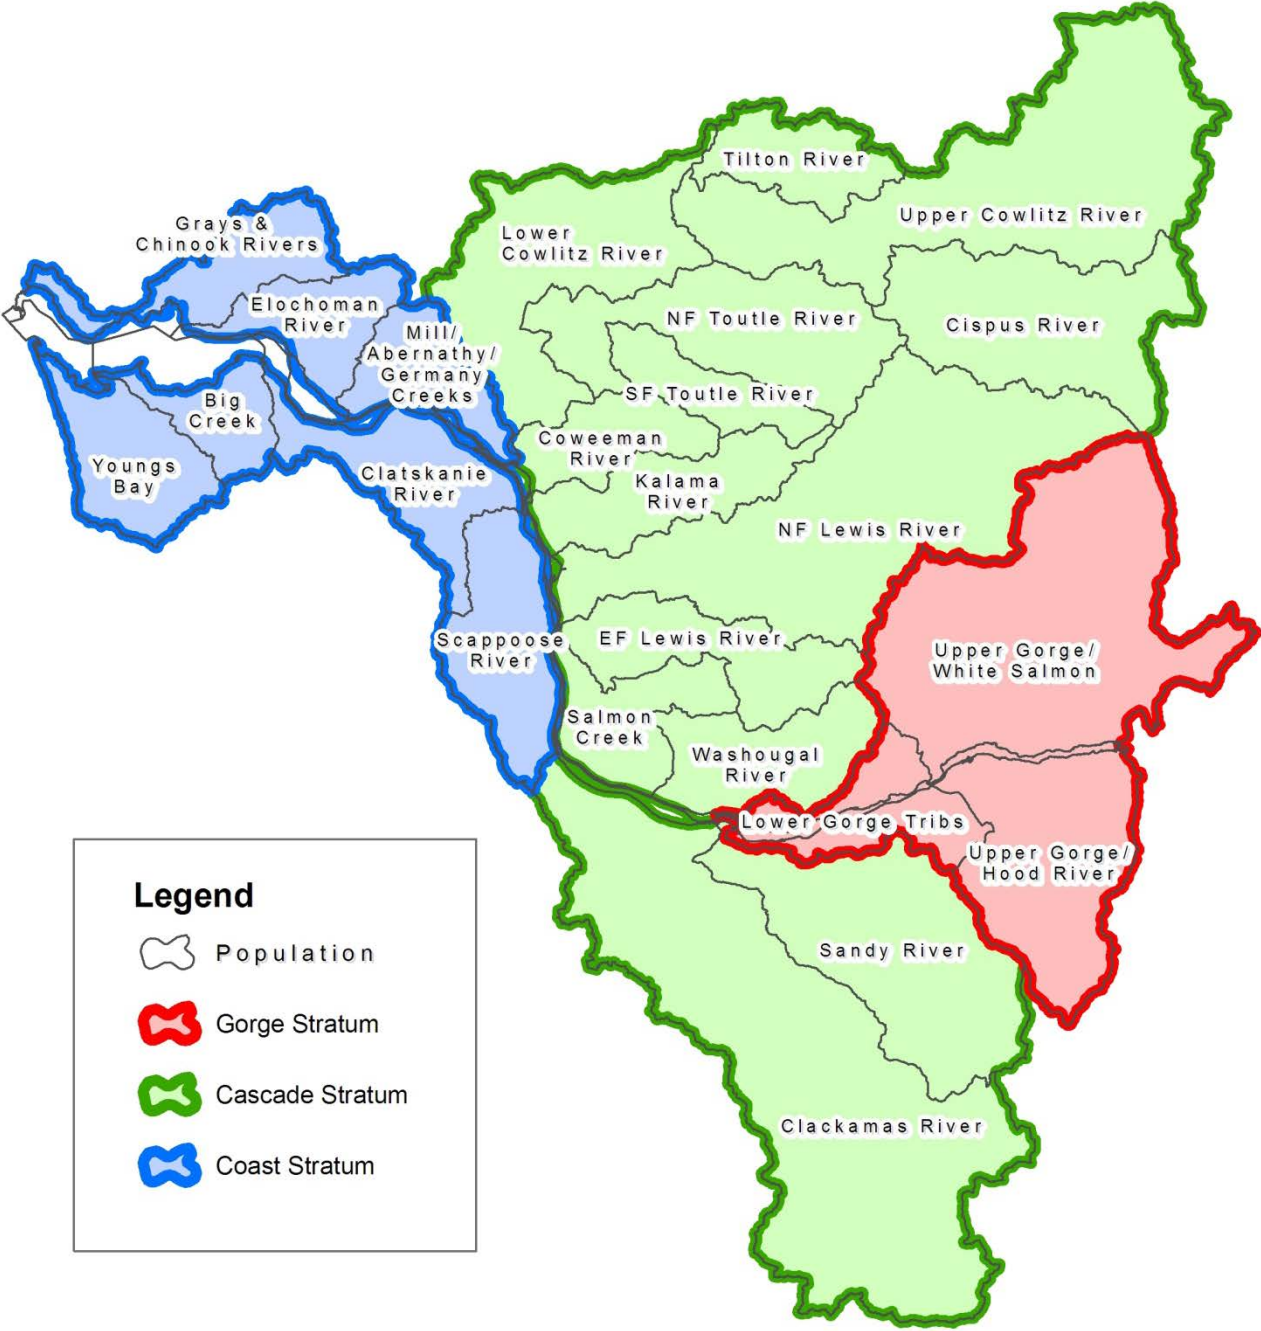 Tilton River
Upper Cowlitz River
Grays &
Chinook Rivers
Lower
Cowlitz River
Elochoman
River
NF Toutle River
Cispus River
Mill/
Abernathy/
Germany
Creeks
SF Toutle River
Big
Creek
Coweeman
River
Youngs
Bay
Clatskanie
River
Kalama
River
NF Lewis River
Scappoose
River
EF Lewis River
Upper Gorge/
White Salmon
Salmon
Creek
Washougal
River
Lower Gorge Tribs
Upper Gorge/
Hood River
Sandy River
Clackamas River
Legend
Population
Gorge Stratum
Cascade Stratum
Coast Stratum